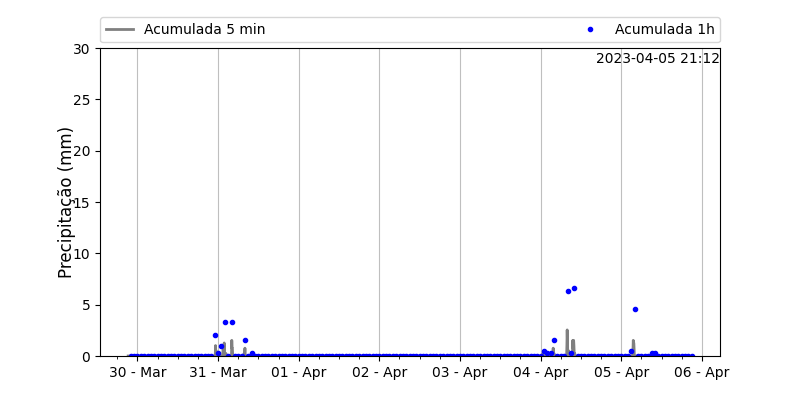 Acumulada 5 min
Acumulada 1h
2023-04-05 21:12
Precipitação (mm)
30
25
20
15
10
5
0
30 - Mar
31 - Mar
01 - Apr
02 - Apr
03 - Apr
04 - Apr
05 - Apr
06 - Apr